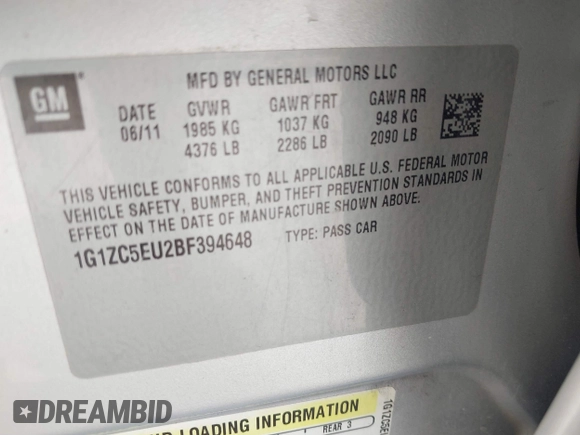 GM
MFD BY GENERAL MOTORS LLC
DATE GVWR GAWR FRT GAWR RR
06/11 1985 KG 1037 KG 948 KG
4376 LB 2286 LB 2090 LB
THIS VEHICLE CONFORMS TO ALL APPLICABLE U.S. FEDERAL MOTOR
VEHICLE SAFETY, BUMPER, AND THEFT PREVENTION STANDARDS IN
EFFECT ON THE DATE OF MANUFACTURE SHOWN ABOVE.
1G1ZC5EU2BF394648 TYPE: PASS CAR
LOADING INFORMATION
REAR 3
1G1ZC5E
DREAMBID